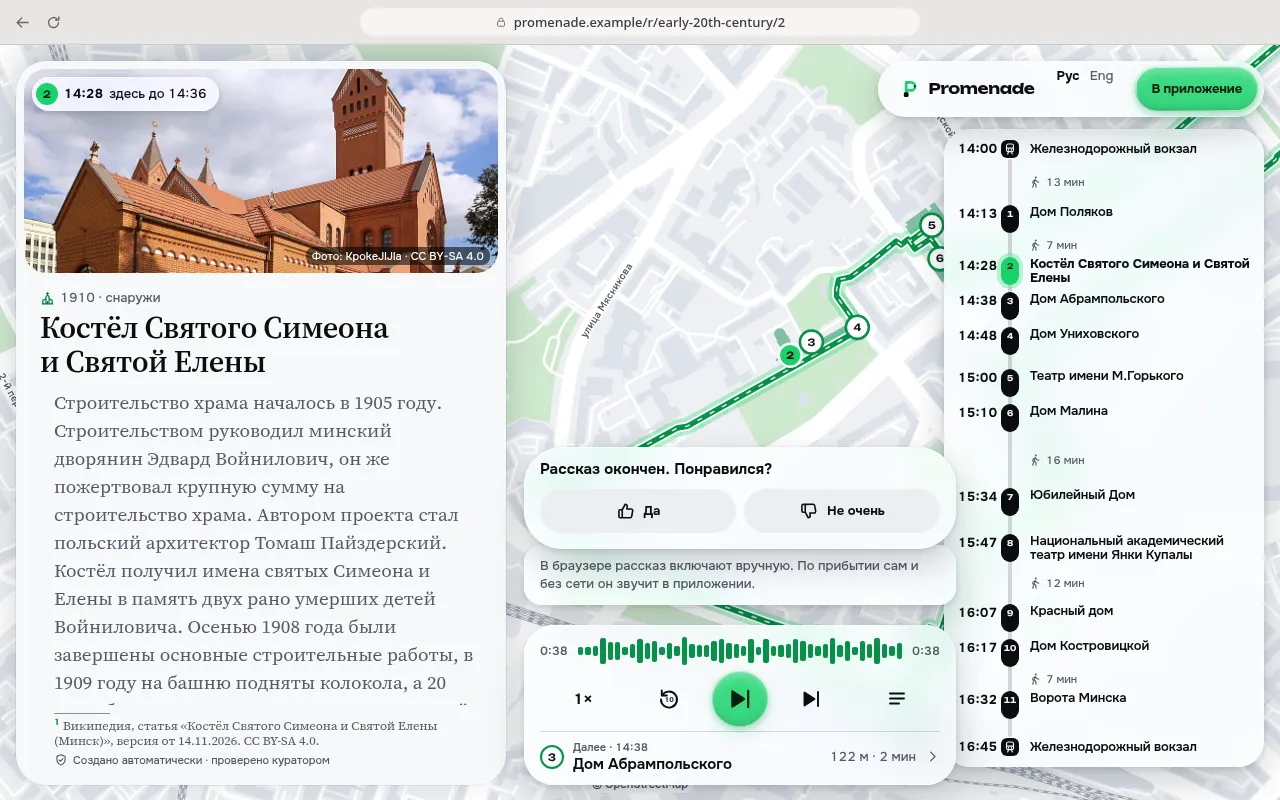 promenade.example/r/early-20th-century/2
2 14:28 здесь до 14:36
Фото: KpokeJlJla · CC BY-SA 4.0
1910 · снаружи
Костёл Святого Симеона
и Святой Елены
Строительство храма началось в 1905 году.
Строительством руководил минский
дворянин Эдвард Войнилович, он же
пожертвовал крупную сумму на
строительство храма. Автором проекта стал
польский архитектор Томаш Пайздерский.
Костёл получил имена святых Симеона и
Елены в память двух рано умерших детей
Войниловича. Осенью 1908 года были
завершены основные строительные работы, в
1909 году на башню подняты колокола, а 20
1 Википедия, статья «Костёл Святого Симеона и Святой Елены
(Минск)», версия от 14.11.2026. CC BY-SA 4.0.
Создано автоматически · проверено куратором
улица Мясникова
2
3
4
5
6
Рассказ окончен. Понравился?
Да
Не очень
В браузере рассказ включают вручную. По прибытии сам и
без сети он звучит в приложении.
0:38
0:38
1×
10
3
Далее · 14:38
Дом Абрампольского
122 м · 2 мин
© OpenStreetMap
Promenade
Рус Eng
В приложение
14:00 Железнодорожный вокзал
13 мин
14:13 1 Дом Поляков
7 мин
14:28 2 Костёл Святого Симеона и Святой
Елены
14:38 3 Дом Абрампольского
14:48 4 Дом Униховского
15:00 5 Театр имени М.Горького
15:10 6 Дом Малина
16 мин
15:34 7 Юбилейный Дом
15:47 8 Национальный академический
театр имени Янки Купалы
12 мин
16:07 9 Красный дом
16:17 10 Дом Костровицкой
7 мин
16:32 11 Ворота Минска
16:45 Железнодорожный вокзал